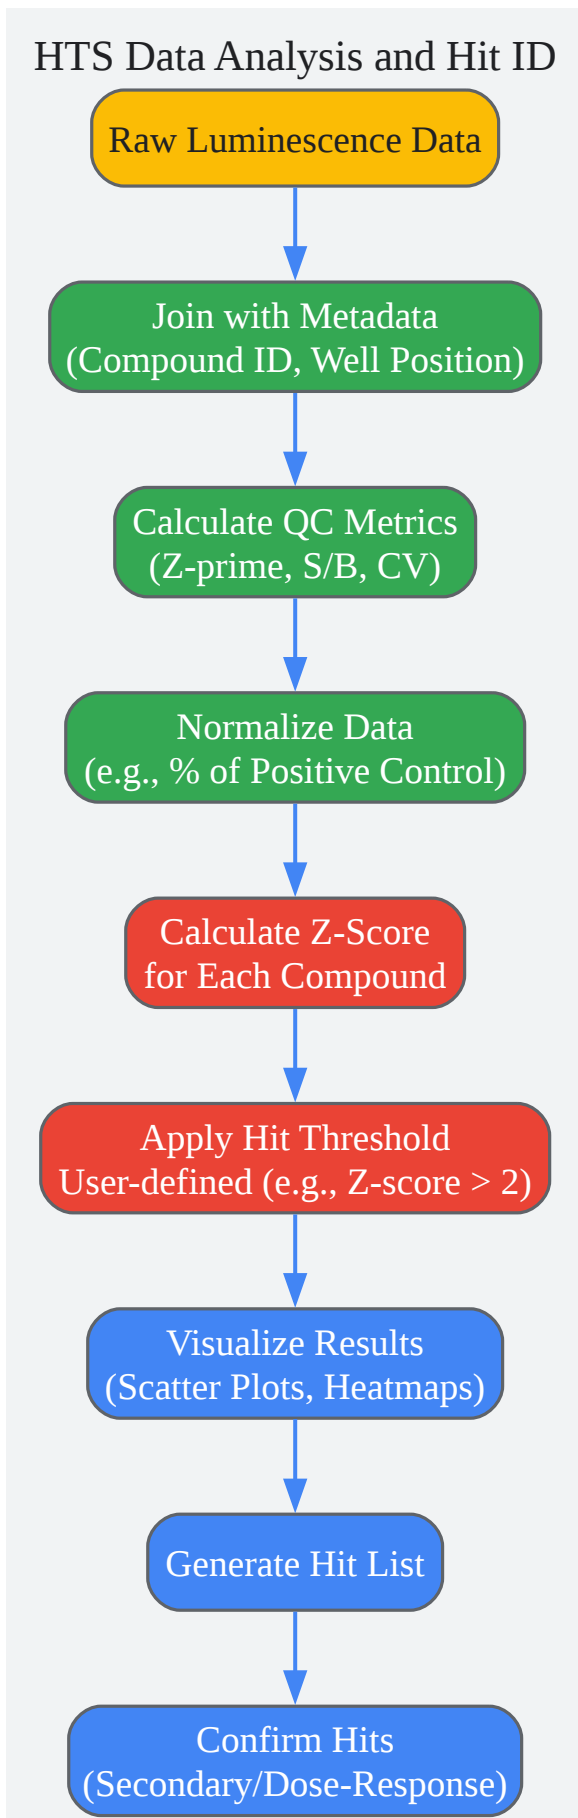 HTS Data Analysis and Hit ID
Raw Luminescence Data
Join with Metadata
(Compound ID, Well Position)
Calculate QC Metrics
(Z-prime, S/B, CV)
Normalize Data
(e.g., % of Positive Control)
Calculate Z-Score
for Each Compound
Apply Hit Threshold
User-defined (e.g., Z-score > 2)
Visualize Results
(Scatter Plots, Heatmaps)
Generate Hit List
Confirm Hits
(Secondary/Dose-Response)